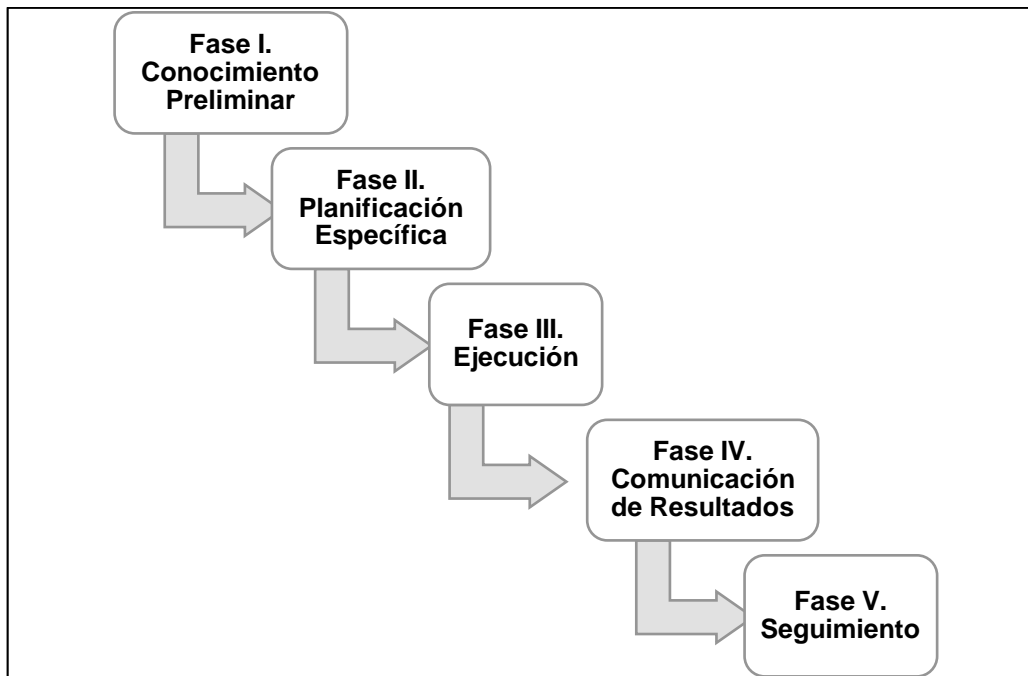 Fase I.
Conocimiento
Preliminar
Fase II.
Planificación
Específica
Fase III.
Ejecución
Fase IV.
Comunicación
de Resultados
Fase V.
Seguimiento